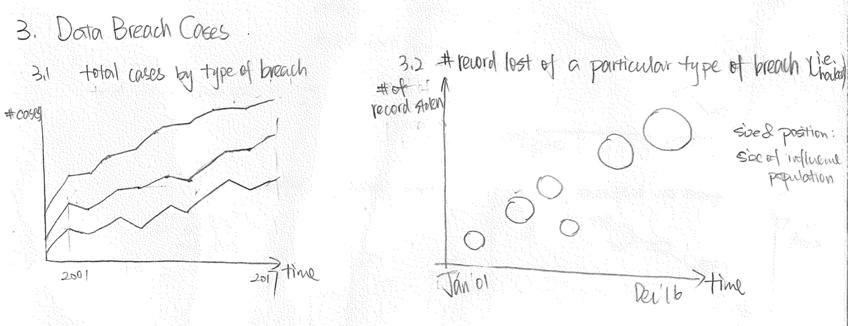 3. Data Breach Cases.
3.1 total cases by type of breach
#cases
2001
2017
time
3.2 #record lost of a particular type of breach (i.e. hacked)
# of
record stolen
size & position:
size of influence
population
Jan'01
Dec'16
time